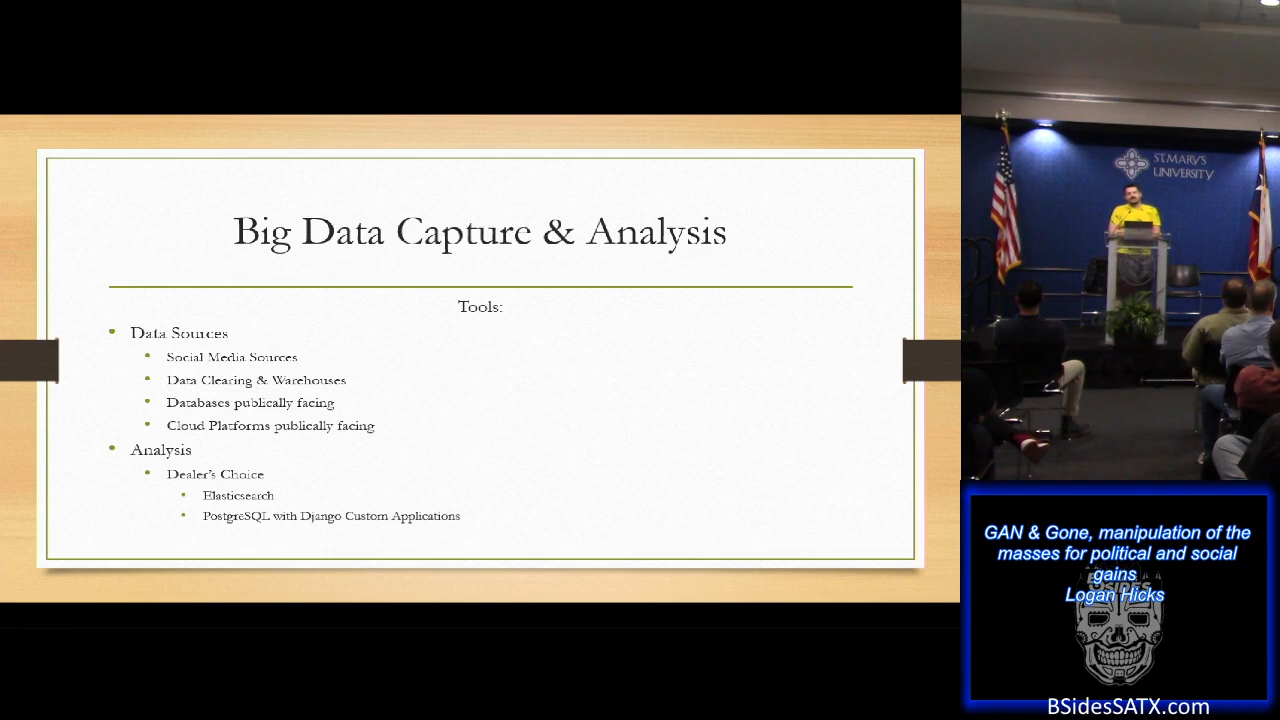 Big Data Capture & Analysis
Tools:
Data Sources
Social Media Sources
Data Clearing & Warehouses
Databases publically facing
Cloud Platforms publically facing
Analysis
Dealer's Choice
Elasticsearch
PostgreSQL with Django Custom Applications
ST. MARY'S
UNIVERSITY
GAN & Gone, manipulation of the
masses for political and social
gains
Logan Hicks
BSIDES
BSidesSATX.com